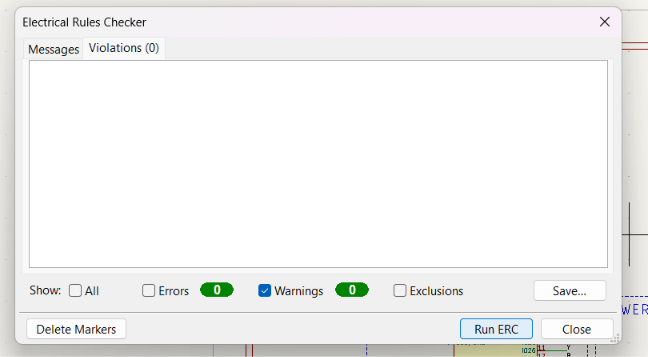 Electrical Rules Checker
Messages Violations (0)
Show: All Errors 0 Warnings 0 Exclusions Save...
WER
Delete Markers Run ERC Close